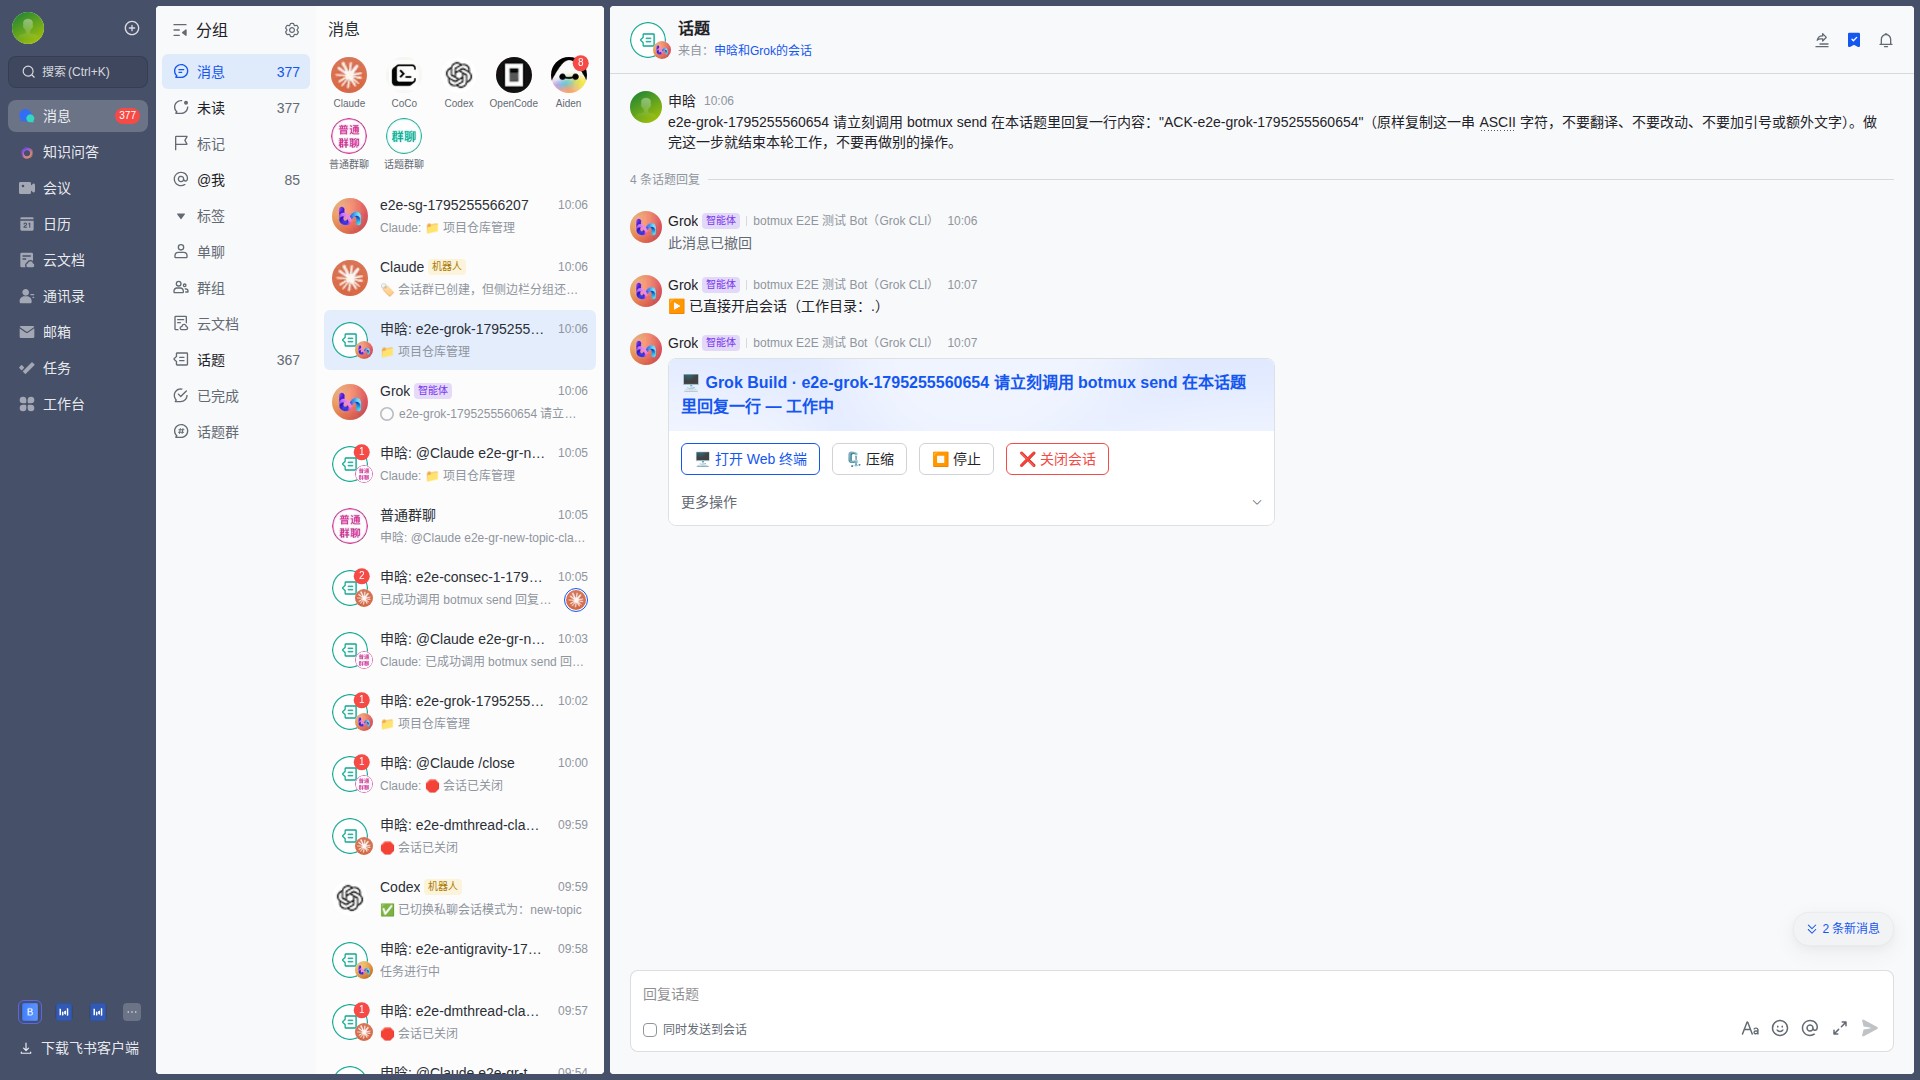 搜索 (Ctrl+K)
消息 377
知识问答
会议
日历
云文档
通讯录
邮箱
任务
工作台
下载飞书客户端
分组
消息 377
未读 377
标记
@我 85
标签
单聊
群组
云文档
话题 367
已完成
话题群
消息
Claude CoCo Codex OpenCode Aiden 8
普通群聊 话题群聊
普通群聊 群聊
e2e-sg-1795255566207 10:06
Claude: 📁 项目仓库管理
Claude 机器人 10:06
🏷️ 会话群已创建，但侧边栏分组还…
申晗: e2e-grok-1795255… 10:06
📁 项目仓库管理
Grok 智能体 10:06
e2e-grok-1795255560654 请立…
1 申晗: @Claude e2e-gr-n… 10:05
Claude: 📁 项目仓库管理
普通群聊 10:05
申晗: @Claude e2e-gr-new-topic-cla…
2 申晗: e2e-consec-1-179… 10:05
已成功调用 botmux send 回复…
申晗: @Claude e2e-gr-n… 10:03
Claude: 已成功调用 botmux send 回…
1 申晗: e2e-grok-1795255… 10:02
📁 项目仓库管理
1 申晗: @Claude /close 10:00
Claude: 🛑 会话已关闭
申晗: e2e-dmthread-cla… 09:59
🛑 会话已关闭
Codex 机器人 09:59
✅ 已切换私聊会话模式为：new-topic
申晗: e2e-antigravity-17… 09:58
任务进行中
1 申晗: e2e-dmthread-cla… 09:57
🛑 会话已关闭
申晗: @Claude e2e-gr-t 09:54
话题
来自：申晗和Grok的会话
申晗 10:06
e2e-grok-1795255560654 请立刻调用 botmux send 在本话题里回复一行内容："ACK-e2e-grok-1795255560654"（原样复制这一串 ASCII 字符，不要翻译、不要改动、不要加引号或额外文字）。做
完这一步就结束本轮工作，不要再做别的操作。
4 条话题回复
Grok 智能体 | botmux E2E 测试 Bot（Grok CLI） 10:06
此消息已撤回
Grok 智能体 | botmux E2E 测试 Bot（Grok CLI） 10:07
▶️ 已直接开启会话（工作目录：.）
Grok 智能体 | botmux E2E 测试 Bot（Grok CLI） 10:07
🖥️ Grok Build · e2e-grok-1795255560654 请立刻调用 botmux send 在本话题
里回复一行 — 工作中
🖥️ 打开 Web 终端 🗜️ 压缩 ⏹️ 停止 ❌ 关闭会话
更多操作
2 条新消息
回复话题
同时发送到会话